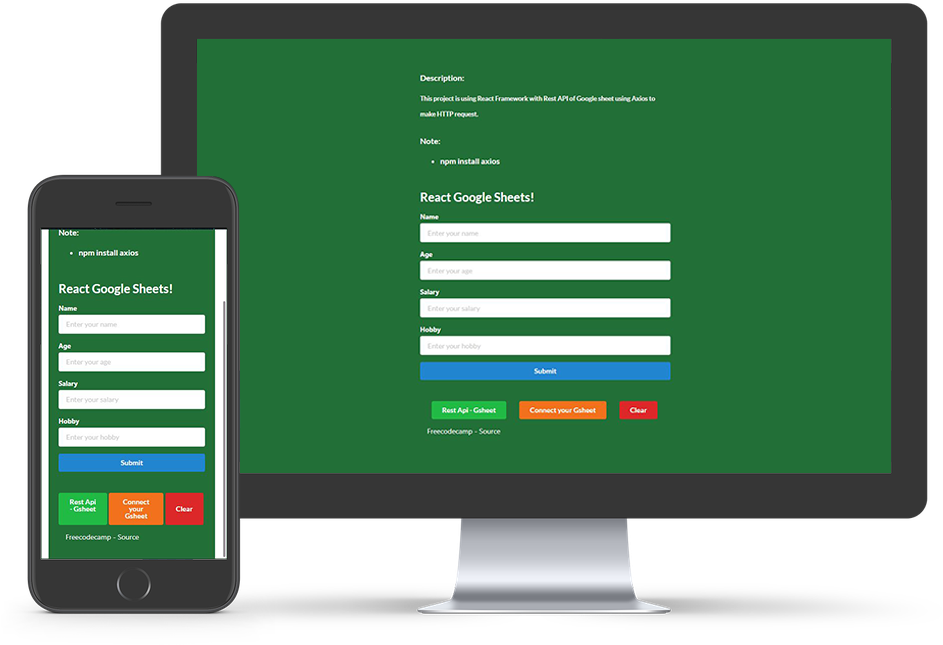 Description:
This project is using React Framework with Rest API of Google sheet using Axios to
make HTTP request.
Note:
• npm install axios
React Google Sheets!
Name
Enter your name
Age
Enter your age
Salary
Enter your salary
Hobby
Enter your hobby
Submit
Rest Api - Gsheet Connect your Gsheet Clear
Freecodecamp - Source
Note:
• npm install axios
React Google Sheets!
Name
Enter your name
Age
Enter your age
Salary
Enter your salary
Hobby
Enter your hobby
Submit
Rest Api
- Gsheet
Connect
your
Gsheet
Clear
Freecodecamp - Source